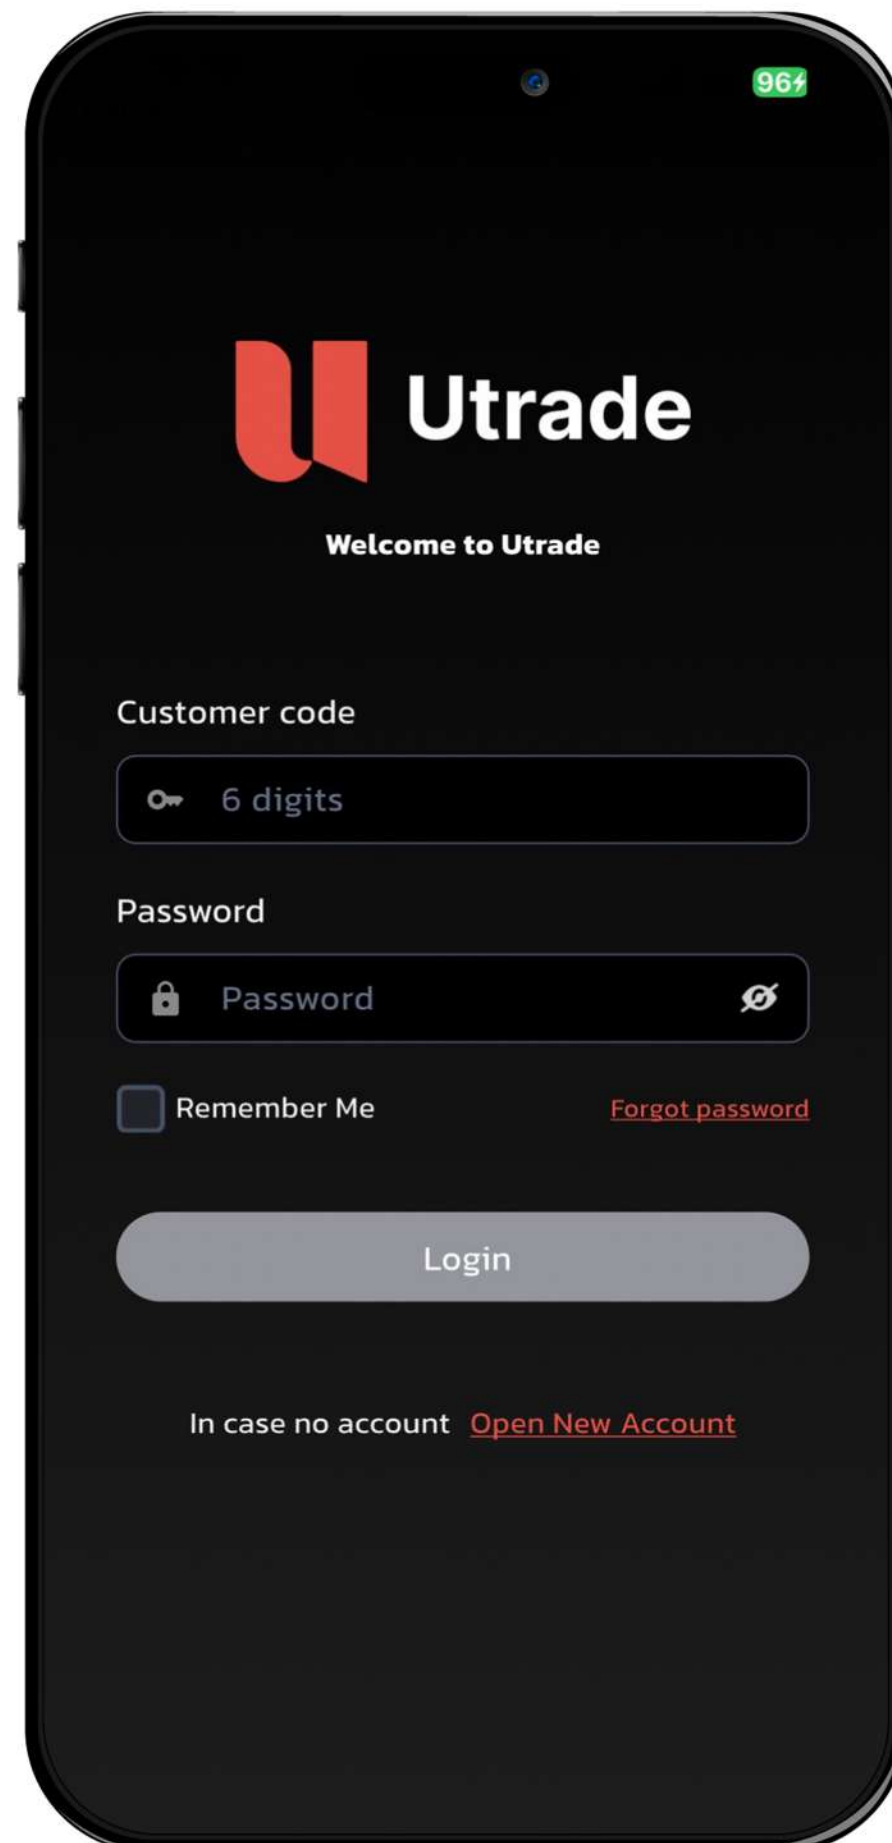 96
Utrade
Welcome to Utrade
Customer code
6 digits
Password
Password
Remember Me
Forgot password
Login
In case no account Open New Account